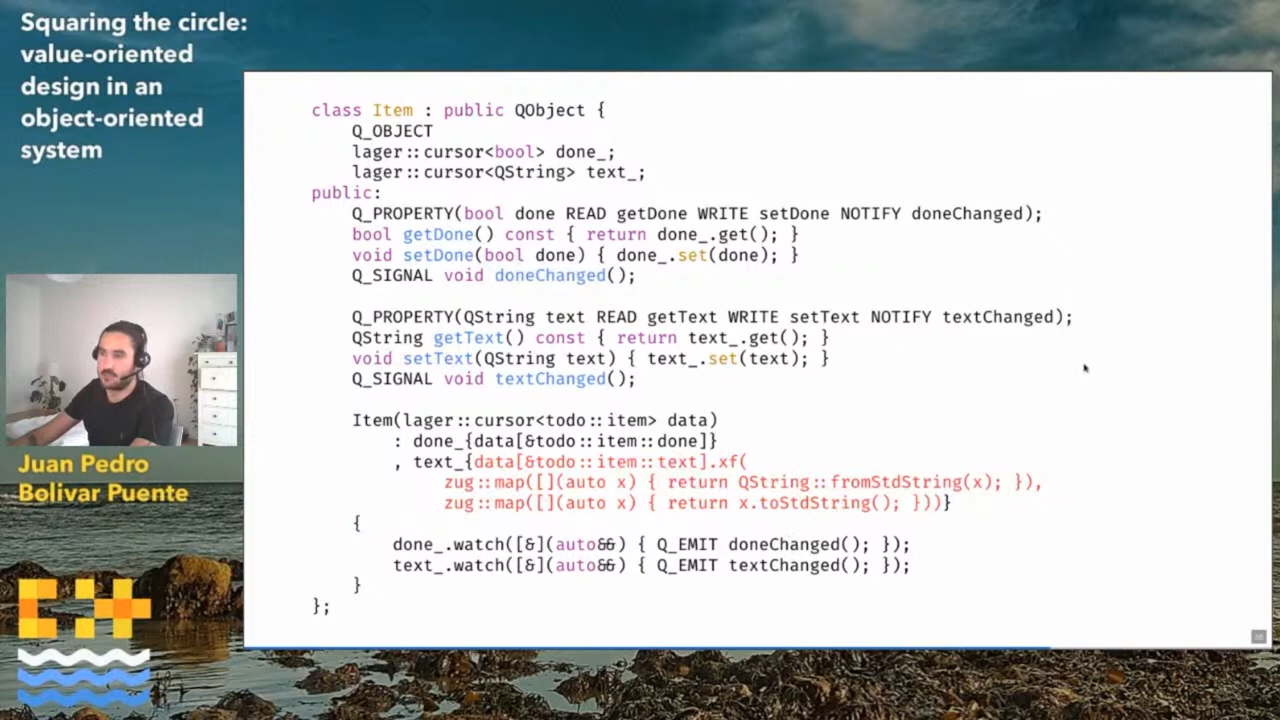 Squaring the circle:
value-oriented
design in an
object-oriented
system
class Item : public QObject {
Q_OBJECT
lager::cursor<bool> done_;
lager::cursor<QString> text_;
public:
Q_PROPERTY(bool done READ getDone WRITE setDone NOTIFY doneChanged);
bool getDone() const { return done_.get(); }
void setDone(bool done) { done_.set(done); }
Q_SIGNAL void doneChanged();
Q_PROPERTY(QString text READ getText WRITE setText NOTIFY textChanged);
QString getText() const { return text_.get(); }
void setText(QString text) { text_.set(text); }
Q_SIGNAL void textChanged();
Item(lager::cursor<todo::item> data)
: done_{data[&todo::item::done]}
, text_{data[&todo::item::text].xf(
zug::map([](auto x) { return QString::fromStdString(x); }),
zug::map([](auto x) { return x.toStdString(); }))}
{
done_.watch([&](auto&&) { Q_EMIT doneChanged(); });
text_.watch([&](auto&&) { Q_EMIT textChanged(); });
}
};
Juan Pedro
Bolivar Puente
C++
55